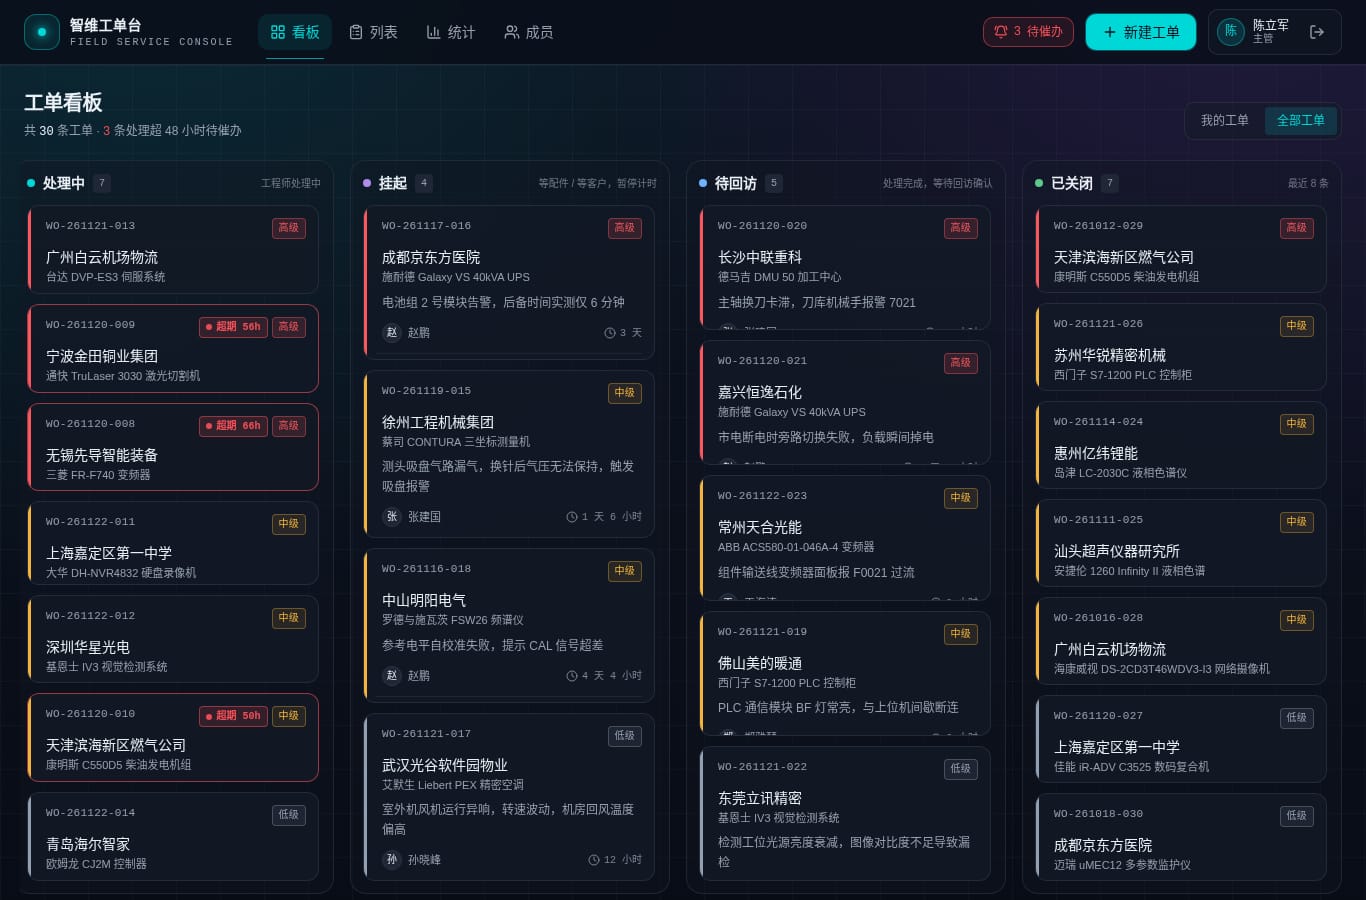 智维工单台
FIELD SERVICE CONSOLE
看板
列表
统计
成员
3 待催办
新建工单
陈
陈立军
主管
工单看板
共 30 条工单 · 3 条处理超 48 小时待催办
我的工单
全部工单
处理中 7 工程师处理中
WO-261121-013 高级
广州白云机场物流
台达 DVP-ES3 伺服系统
WO-261120-009 超期 56h 高级
宁波金田铜业集团
通快 TruLaser 3030 激光切割机
WO-261120-008 超期 66h 高级
无锡先导智能装备
三菱 FR-F740 变频器
WO-261122-011 中级
上海嘉定区第一中学
大华 DH-NVR4832 硬盘录像机
WO-261122-012 中级
深圳华星光电
基恩士 IV3 视觉检测系统
WO-261120-010 超期 50h 中级
天津滨海新区燃气公司
康明斯 C550D5 柴油发电机组
WO-261122-014 低级
青岛海尔智家
欧姆龙 CJ2M 控制器
挂起 4 等配件 / 等客户，暂停计时
WO-261117-016 高级
成都京东方医院
施耐德 Galaxy VS 40kVA UPS
电池组 2 号模块告警，后备时间实测仅 6 分钟
赵 赵鹏 3 天
WO-261119-015 中级
徐州工程机械集团
蔡司 CONTURA 三坐标测量机
测头吸盘气路漏气，换针后气压无法保持，触发
吸盘报警
张 张建国 1 天 6 小时
WO-261116-018 中级
中山明阳电气
罗德与施瓦茨 FSW26 频谱仪
参考电平自校准失败，提示 CAL 信号超差
赵 赵鹏 4 天 4 小时
WO-261121-017 低级
武汉光谷软件园物业
艾默生 Liebert PEX 精密空调
室外机风机运行异响，转速波动，机房回风温度
偏高
孙 孙晓峰 12 小时
待回访 5 处理完成，等待回访确认
WO-261120-020 高级
长沙中联重科
德马吉 DMU 50 加工中心
主轴换刀卡滞，刀库机械手报警 7021
WO-261120-021 高级
嘉兴恒逸石化
施耐德 Galaxy VS 40kVA UPS
市电断电时旁路切换失败，负载瞬间掉电
WO-261122-023 中级
常州天合光能
ABB ACS580-01-046A-4 变频器
组件输送线变频器面板报 F0021 过流
WO-261121-019 中级
佛山美的暖通
西门子 S7-1200 PLC 控制柜
PLC 通信模块 BF 灯常亮，与上位机间歇断连
WO-261121-022 低级
东莞立讯精密
基恩士 IV3 视觉检测系统
检测工位光源亮度衰减，图像对比度不足导致漏
检
已关闭 7 最近 8 条
WO-261012-029 高级
天津滨海新区燃气公司
康明斯 C550D5 柴油发电机组
WO-261121-026 中级
苏州华锐精密机械
西门子 S7-1200 PLC 控制柜
WO-261114-024 中级
惠州亿纬锂能
岛津 LC-2030C 液相色谱仪
WO-261111-025 中级
汕头超声仪器研究所
安捷伦 1260 Infinity II 液相色谱
WO-261016-028 中级
广州白云机场物流
海康威视 DS-2CD3T46WDV3-I3 网络摄像机
WO-261120-027 低级
上海嘉定区第一中学
佳能 iR-ADV C3525 数码复合机
WO-261018-030 低级
成都京东方医院
迈瑞 uMEC12 多参数监护仪